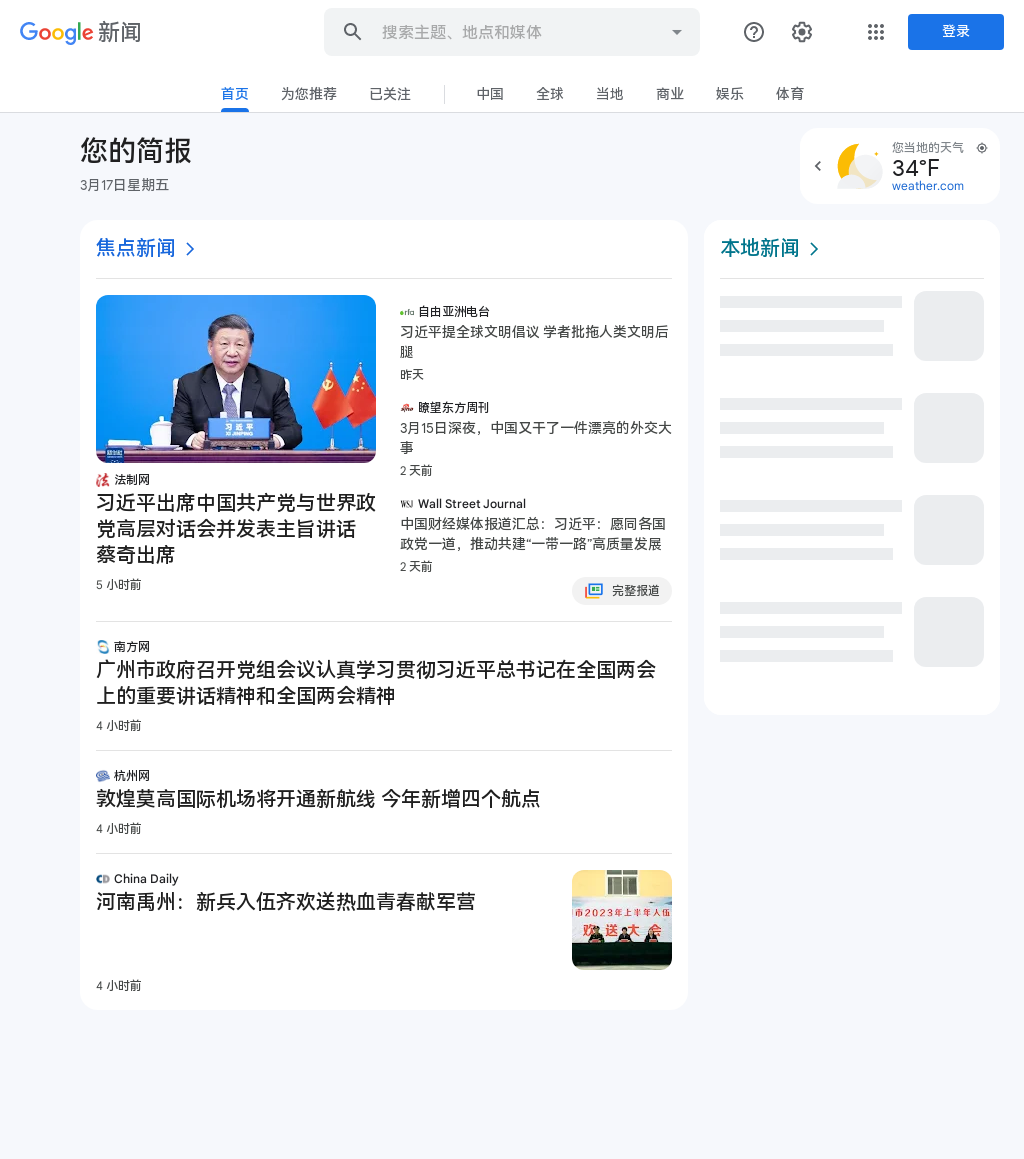 Google 新闻
搜索主题、地点和媒体
登录
首页
为您推荐
已关注
中国
全球
当地
商业
娱乐
体育
您的简报
3月17日星期五
您当地的天气
34°F
weather.com
焦点新闻
习近平
XI JINPING
法制网
习近平出席中国共产党与世界政
党高层对话会并发表主旨讲话
蔡奇出席
5 小时前
rfa 自由亚洲电台
习近平提全球文明倡议 学者批拖人类文明后
腿
昨天
瞭望东方周刊
3月15日深夜，中国又干了一件漂亮的外交大
事
2 天前
WSJ Wall Street Journal
中国财经媒体报道汇总：习近平：愿同各国
政党一道，推动共建“一带一路”高质量发展
2 天前
完整报道
南方网
广州市政府召开党组会议认真学习贯彻习近平总书记在全国两会
上的重要讲话精神和全国两会精神
4 小时前
杭州网
敦煌莫高国际机场将开通新航线 今年新增四个航点
4 小时前
CD China Daily
河南禹州：新兵入伍齐欢送热血青春献军营
市2023年上半年入伍
欢送大会
4 小时前
本地新闻